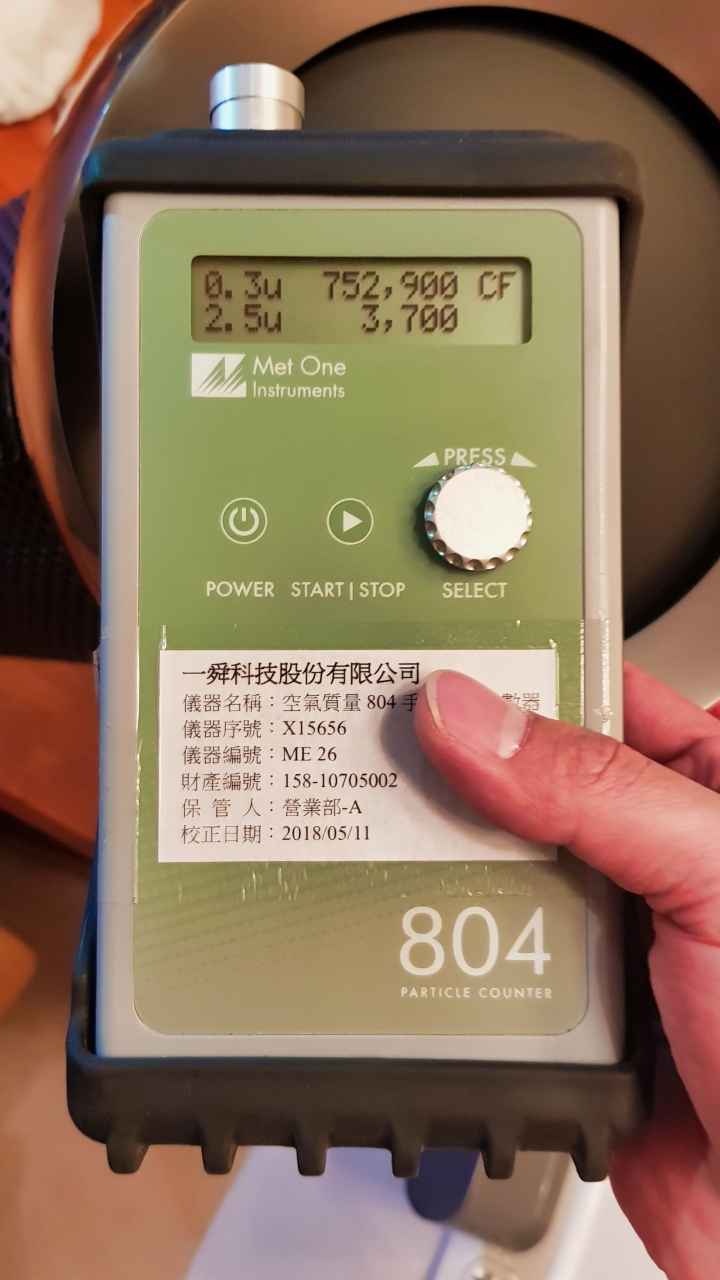 0.3u 752,900 CF
2.5u 3,700
Met One
Instruments
PRESS
POWER START|STOP SELECT
一舜科技股份有限公司
儀器名稱：空氣質量 804 手 數器
儀器序號：X15656
儀器編號：ME 26
財產編號：158-10705002
保 管 人：營業部-A
校正日期：2018/05/11
804
PARTICLE COUNTER